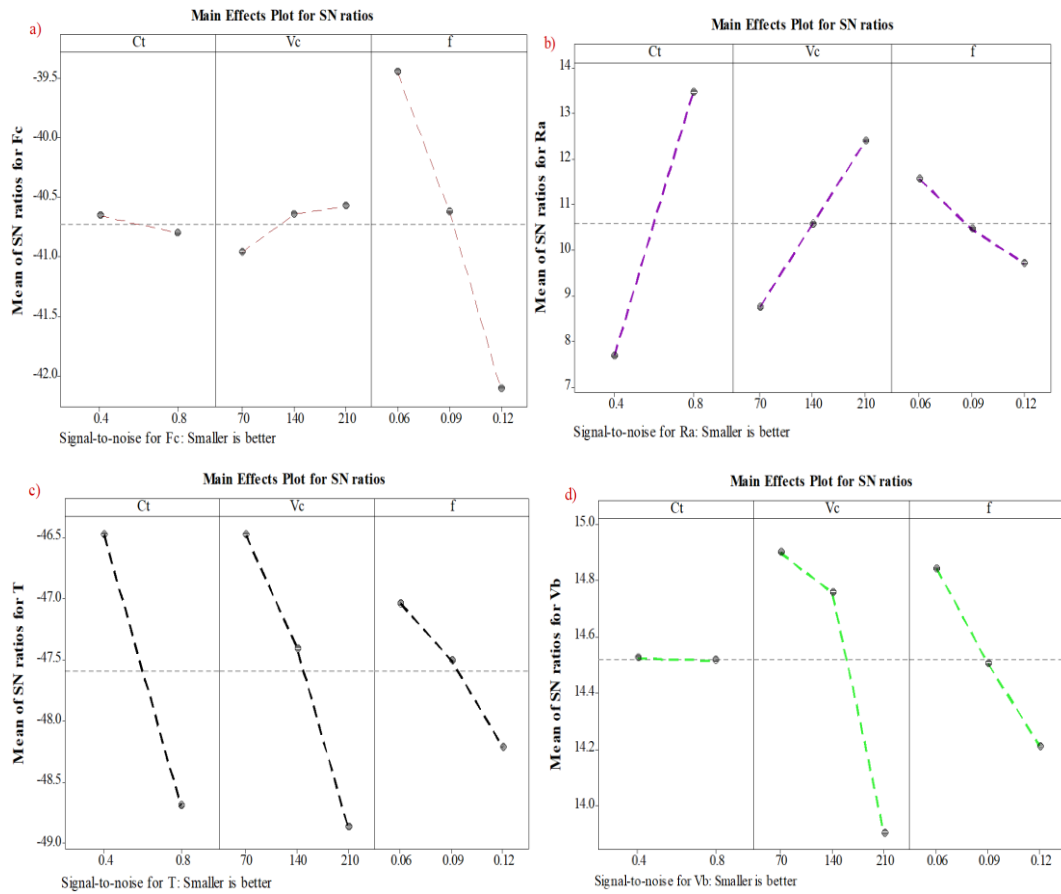 a)
Main Effects Plot for SN ratios
Ct Vc f
Mean of SN ratios for Fc
-39.5
-40.0
-40.5
-41.0
-41.5
-42.0
0.4 0.8 70 140 210 0.06 0.09 0.12
Signal-to-noise for Fc: Smaller is better
b)
Main Effects Plot for SN ratios
Ct Vc f
Mean of SN ratios for Ra
14
13
12
11
10
9
8
7
0.4 0.8 70 140 210 0.06 0.09 0.12
Signal-to-noise for Ra: Smaller is better
c)
Main Effects Plot for SN ratios
Ct Vc f
Mean of SN ratios for T
-46.5
-47.0
-47.5
-48.0
-48.5
-49.0
0.4 0.8 70 140 210 0.06 0.09 0.12
Signal-to-noise for T: Smaller is better
d)
Main Effects Plot for SN ratios
Ct Vc f
Mean of SN ratios for Vb
15.0
14.8
14.6
14.4
14.2
14.0
0.4 0.8 70 140 210 0.06 0.09 0.12
Signal-to-noise for Vb: Smaller is better